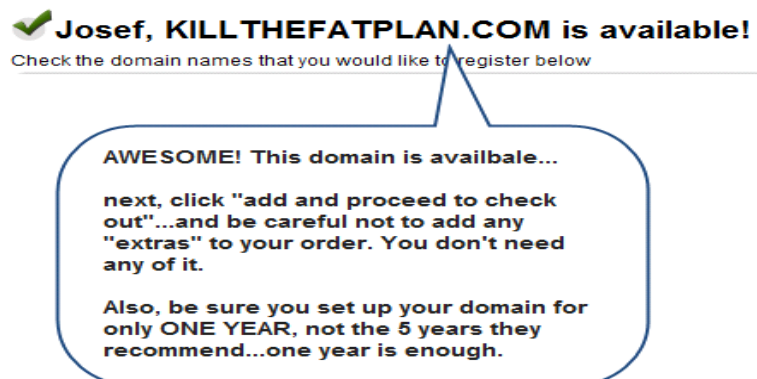 Josef, KILLTHEFATPLAN.COM is available!
Check the domain names that you would like to register below
AWESOME! This domain is availbale...
next, click "add and proceed to check
out"...and be careful not to add any
"extras" to your order. You don't need
any of it.
Also, be sure you set up your domain for
only ONE YEAR, not the 5 years they
recommend...one year is enough.